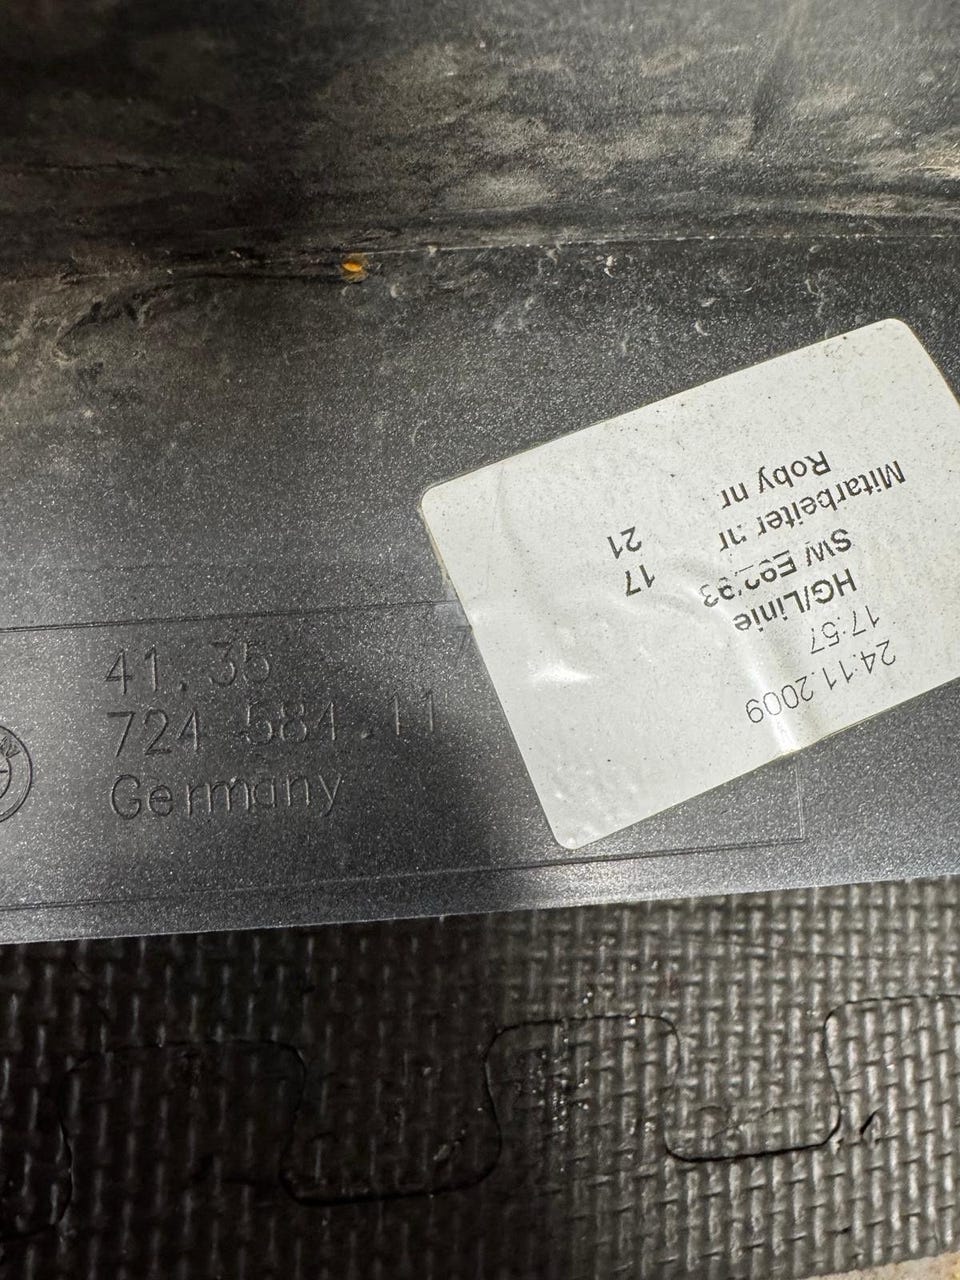 41.35
724 584.11
Germany
24.11.2009
17:57
HG/Linie
SW E92/93
Mitarbeiter nr 17
Roby nr 21